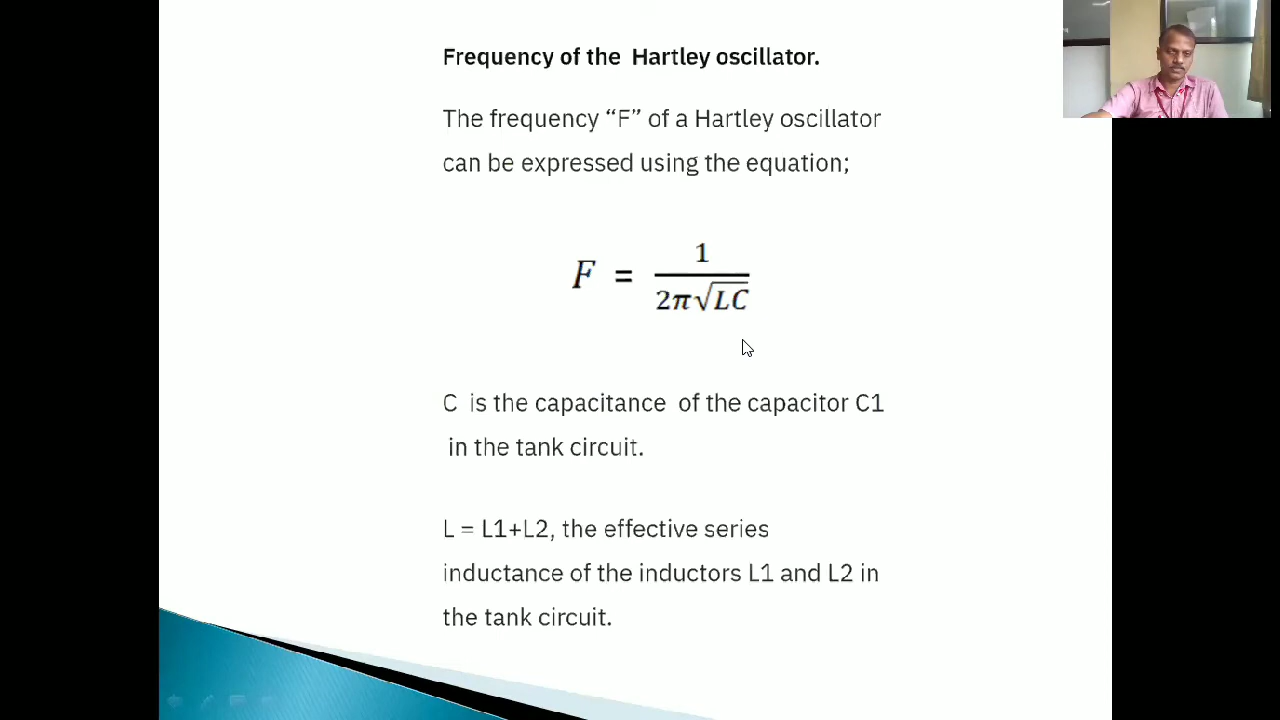 Frequency of the Hartley oscillator.
The frequency “F” of a Hartley oscillator
can be expressed using the equation;
F = 1 / 2π√LC
C is the capacitance of the capacitor C1
in the tank circuit.
L = L1+L2, the effective series
inductance of the inductors L1 and L2 in
the tank circuit.